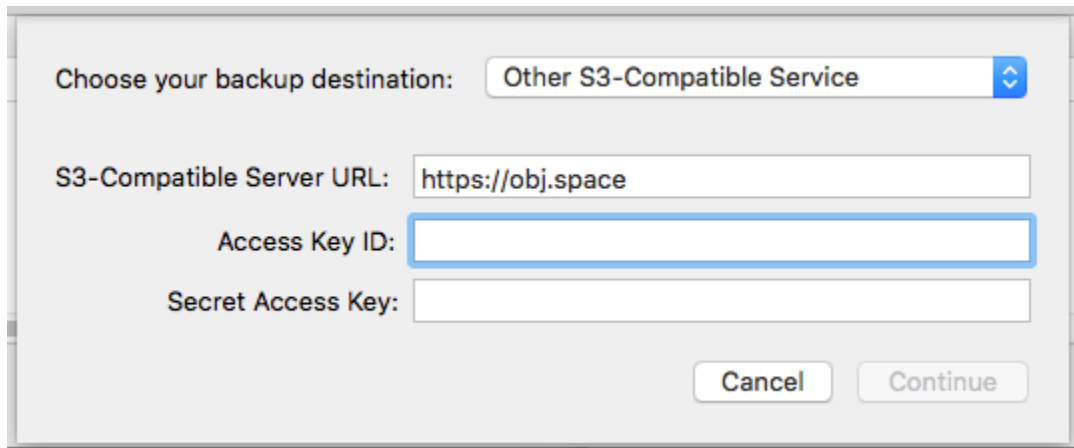 Choose your backup destination: Other S3-Compatible Service
S3-Compatible Server URL: https://obj.space
Access Key ID:
Secret Access Key:
Cancel Continue